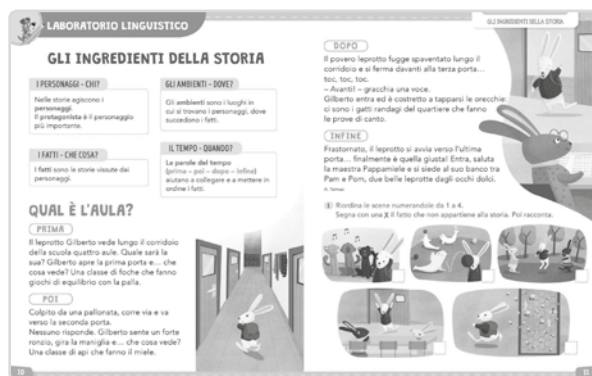 LABORATORIO LINGUISTICO
GLI INGREDIENTI DELLA STORIA
I PERSONAGGI - CHI?
Nelle storie agiscono i
personaggi.
Il protagonista è il personaggio
più importante.
GLI AMBIENTI - DOVE?
Gli ambienti sono i luoghi in
cui si trovano i personaggi, dove
succedono i fatti.
I FATTI - CHE COSA?
I fatti sono le storie vissute dai
personaggi.
IL TEMPO - QUANDO?
Le parole del tempo
(prima – poi – dopo – infine)
aiutano a collegare e a mettere in
ordine i fatti.
QUAL È L'AULA?
PRIMA
Il leprotto Gilberto vede lungo il corridoio
della scuola quattro aule. Quale sarà la
sua? Gilberto apre la prima porta e... che
cosa vede? Una classe di foche che fanno
giochi di equilibrio con la palla.
POI
Colpito da una pallonata, corre via e va
verso la seconda porta.
Nessuno risponde. Gilberto sente un forte
ronzio, gira la maniglia e... che cosa vede?
Una classe di api che fanno il miele.
10
GLI INGREDIENTI DELLA STORIA
DOPO
Il povero leprotto fugge spaventato lungo il
corridoio e si ferma davanti alla terza porta...
toc, toc, toc.
– Avanti! – gracchia una voce.
Gilberto entra ed è costretto a tapparsi le orecchie:
ci sono i gatti randagi del quartiere che fanno
le prove di canto.
INFINE
Frastornato, il leprotto si avvia verso l'ultima
porta... finalmente è quella giusta! Entra, saluta
la maestra Pappamiele e si siede al suo banco tra
Pam e Pom, due belle leprotte dagli occhi dolci.
1 Riordina le scene numerandole da 1 a 4.
Segna con una X il fatto che non appartiene alla storia. Poi racconta.
11